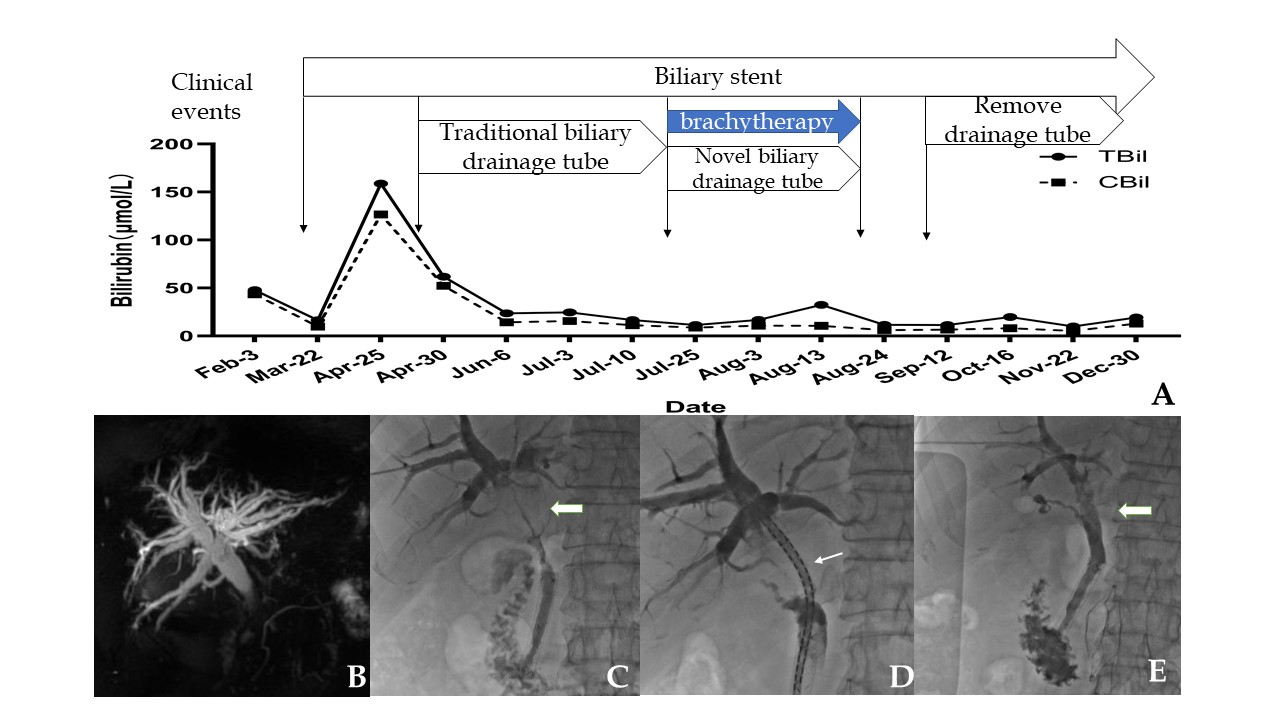 Clinical
events
Biliary stent
Traditional biliary
drainage tube
brachytherapy
Novel biliary
drainage tube
Remove
drainage tube
TBil
CBil
Bilirubin(μmol/L)
200
150
100
50
0
Feb-3
Mar-22
Apr-25
Apr-30
Jun-6
Jul-3
Jul-10
Jul-25
Aug-3
Aug-13
Aug-24
Sep-12
Oct-16
Nov-22
Dec-30
Date
A
B
C
D
E